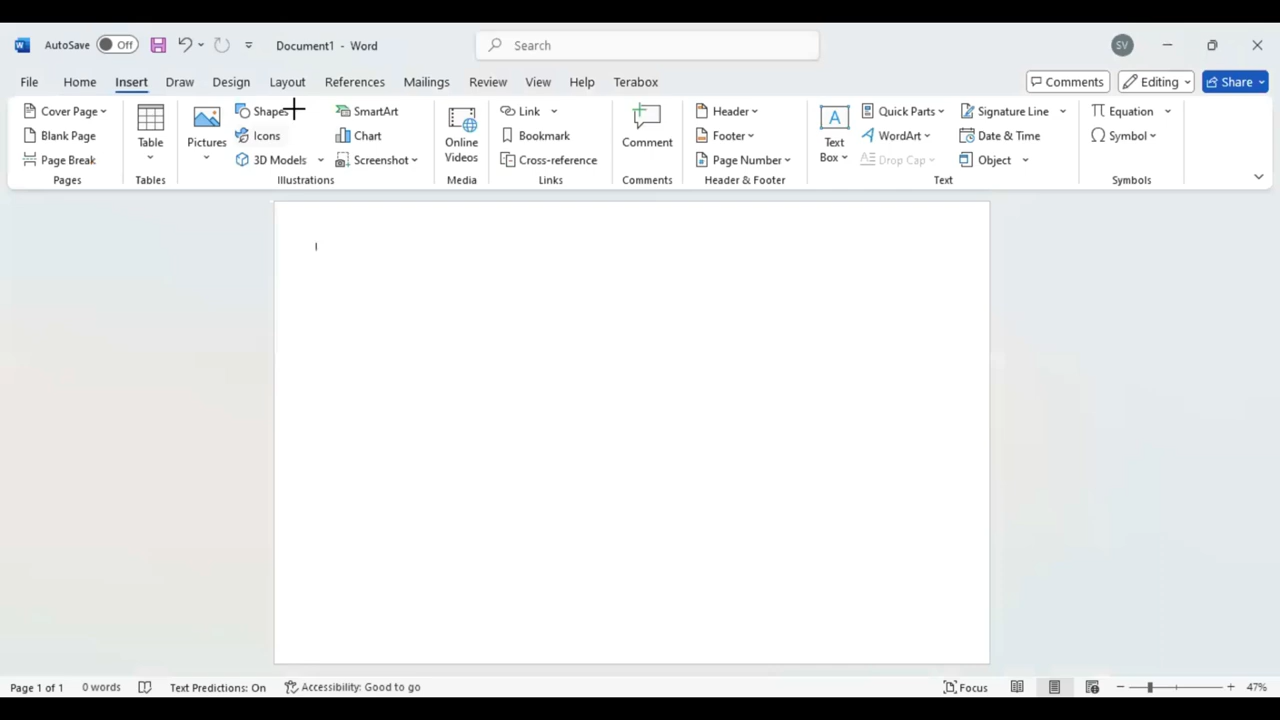 AutoSave Off Document1 - Word Search SV
File Home Insert Draw Design Layout References Mailings Review View Help Terabox Comments Editing Share
Cover Page
Blank Page
Page Break
Pages
Table
Tables
Pictures
Shapes
Icons
3D Models
SmartArt
Chart
Screenshot
Illustrations
Online
Videos
Media
Link
Bookmark
Cross-reference
Links
Comment
Comments
Header
Footer
Page Number
Header & Footer
A
Text
Box
Quick Parts
WordArt
Drop Cap
Signature Line
Date & Time
Object
Text
Equation
Symbol
Symbols
Page 1 of 1 0 words Text Predictions: On Accessibility: Good to go Focus 47%